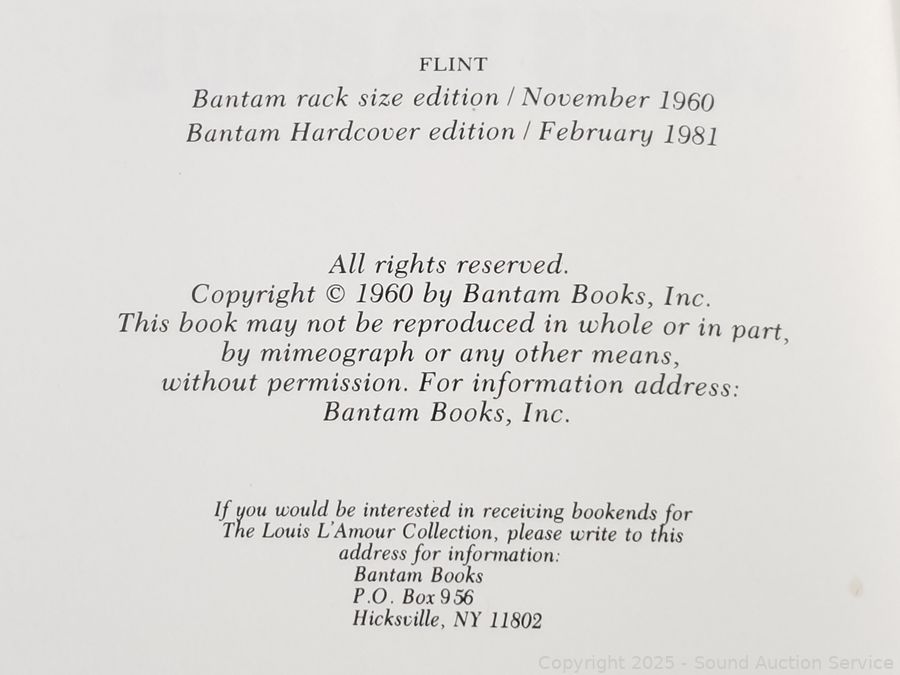 FLINT
Bantam rack size edition / November 1960
Bantam Hardcover edition / February 1981
All rights reserved.
Copyright © 1960 by Bantam Books, Inc.
This book may not be reproduced in whole or in part,
by mimeograph or any other means,
without permission. For information address:
Bantam Books, Inc.
If you would be interested in receiving bookends for
The Louis L'Amour Collection, please write to this
address for information:
Bantam Books
P.O. Box 956
Hicksville, NY 11802
Copyright 2025 - Sound Auction Service